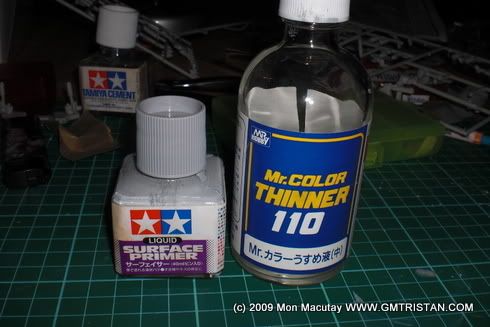 TAMIYA CEMENT
LIQUID
SURFACE
PRIMER
サーフェイサー
Mr. HOBBY
Mr. COLOR
THINNER
110
Mr.カラーうすめ液(中)
(c) 2009 Mon Macutay WWW.GMTRISTAN.COM